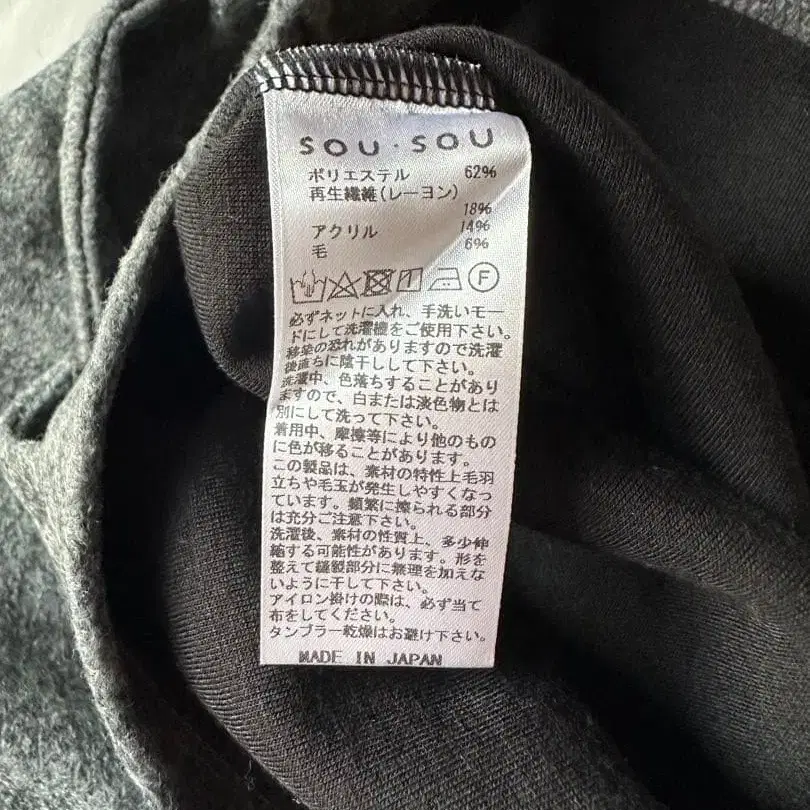 SOU・SOU
ポリエステル 62%
再生繊維(レーヨン)
18%
アクリル 14%
毛 6%
F
必ずネットに入れ、手洗いモー
ドにして洗濯機をご使用下さい。
移染の恐れがありますので洗濯
後直ちに陰干しして下さい。
洗濯中、色落ちすることがあり
ますので、白または淡色物とは
別にして洗って下さい。
着用中、摩擦等により他のもの
に色が移ることがあります。
この製品は、素材の特性上毛羽
立ちや毛玉が発生しやすくなっ
ています。頻繁に擦られる部分
は充分ご注意下さい。
洗濯後、素材の性質上、多少伸
縮する可能性があります。形を
整えて縫製部分に無理を加えな
いように干して下さい。
アイロン掛けの際は、必ず当て
布をしてください。
タンブラー乾燥はお避け下さい。
MADE IN JAPAN